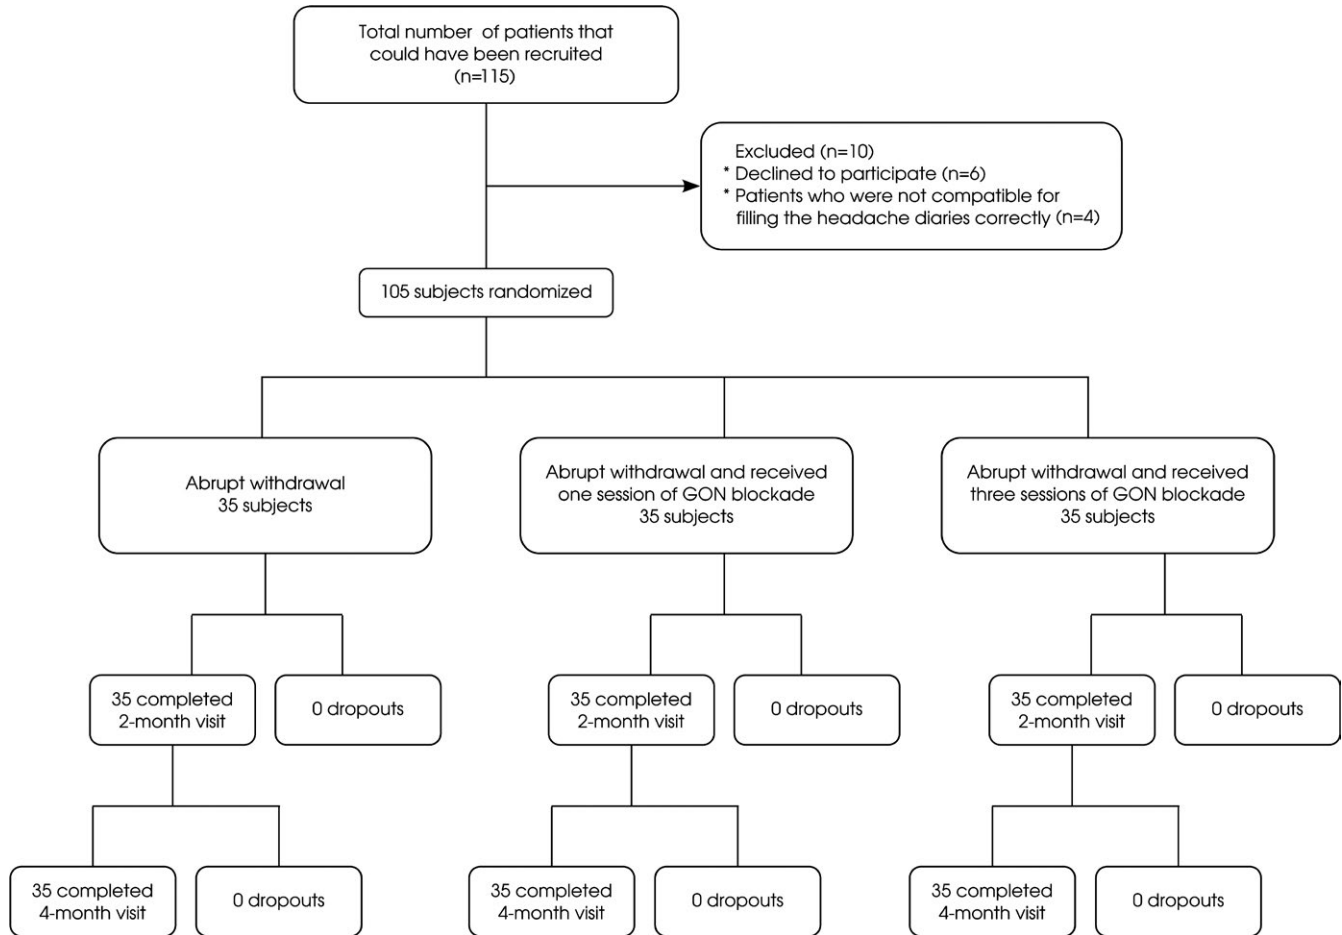 Total number of patients that
could have been recruited
(n=115)
Excluded (n=10)
* Declined to participate (n=6)
* Patients who were not compatible for
filling the headache diaries correctly (n=4)
105 subjects randomized
Abrupt withdrawal
35 subjects
Abrupt withdrawal and received
one session of GON blockade
35 subjects
Abrupt withdrawal and received
three sessions of GON blockade
35 subjects
35 completed
2-month visit
0 dropouts
35 completed
2-month visit
0 dropouts
35 completed
2-month visit
0 dropouts
35 completed
4-month visit
0 dropouts
35 completed
4-month visit
0 dropouts
35 completed
4-month visit
0 dropouts